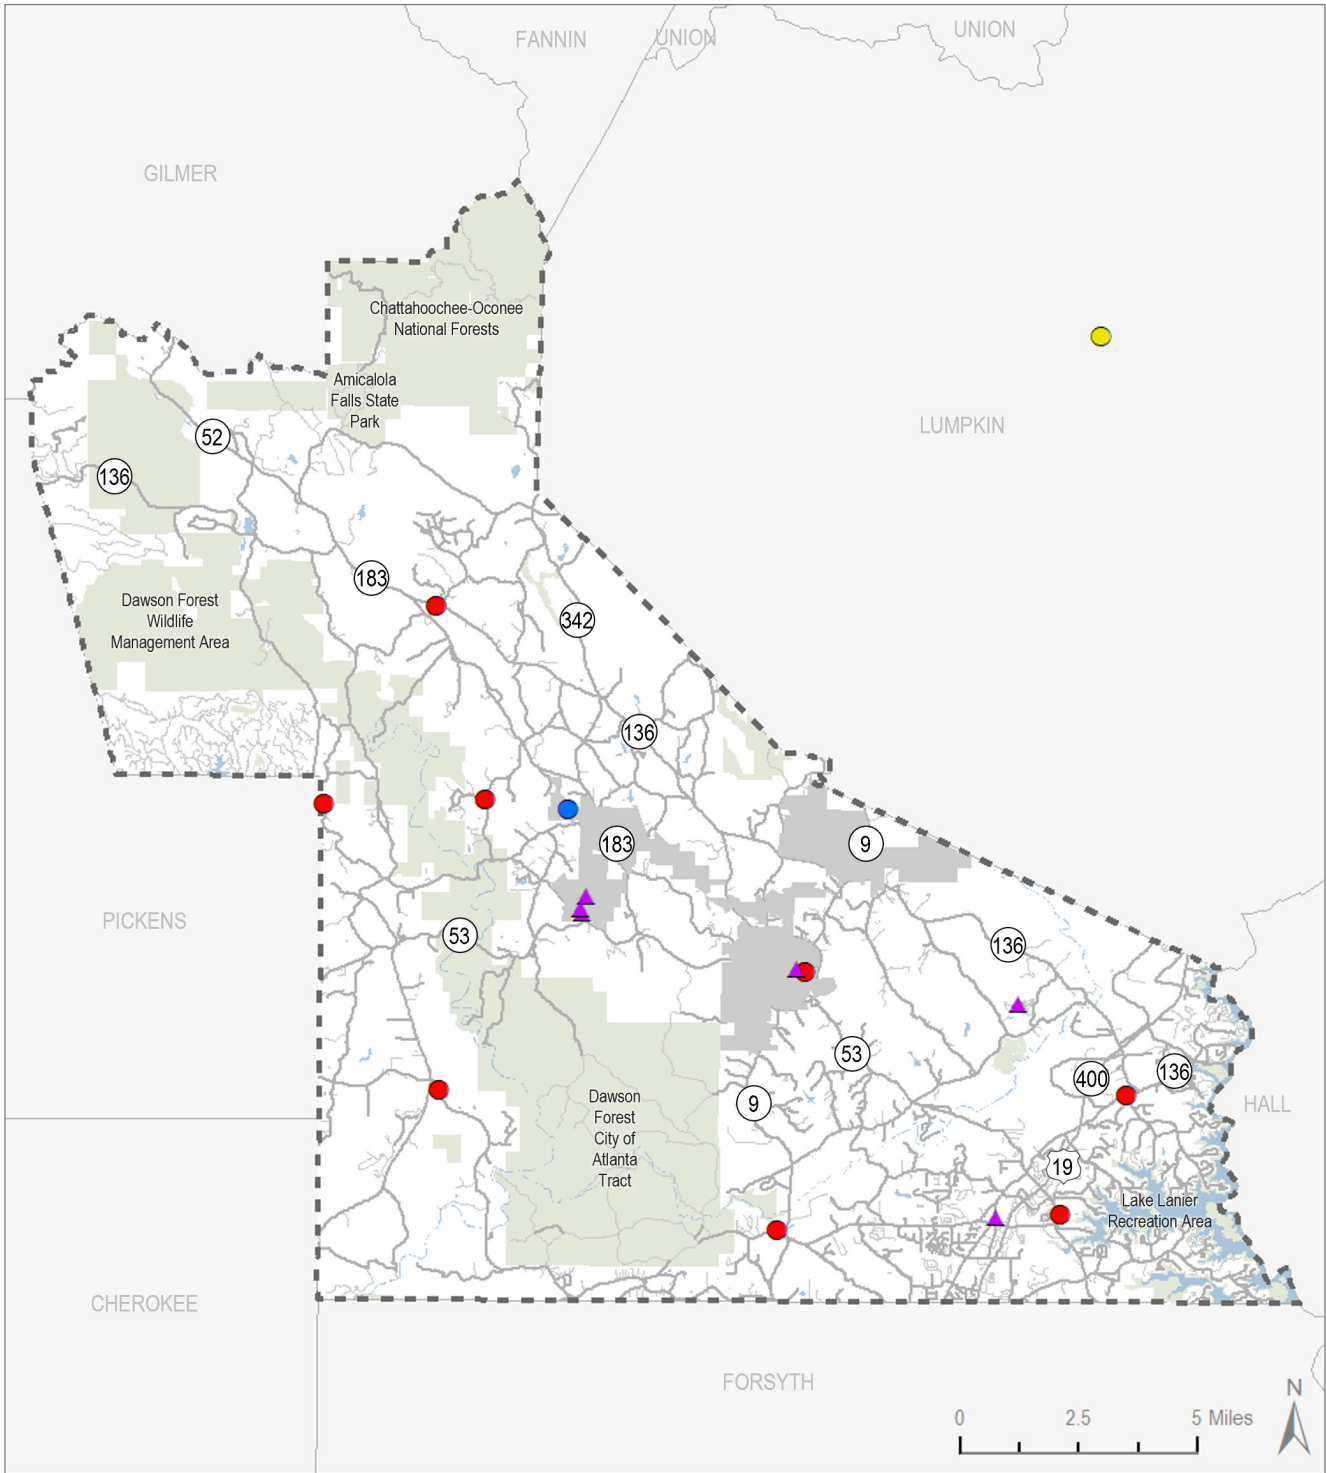 FANNIN
UNION
UNION
GILMER
Chattahoochee-Oconee
National Forests
Amicalola
Falls State
Park
LUMPKIN
52
136
183
Dawson Forest
Wildlife
Management Area
342
136
183
9
PICKENS
53
136
53
400
136
9
HALL
Dawson
Forest
City of
Atlanta
Tract
19
Lake Lanier
Recreation Area
CHEROKEE
FORSYTH
N
0 2.5 5 Miles